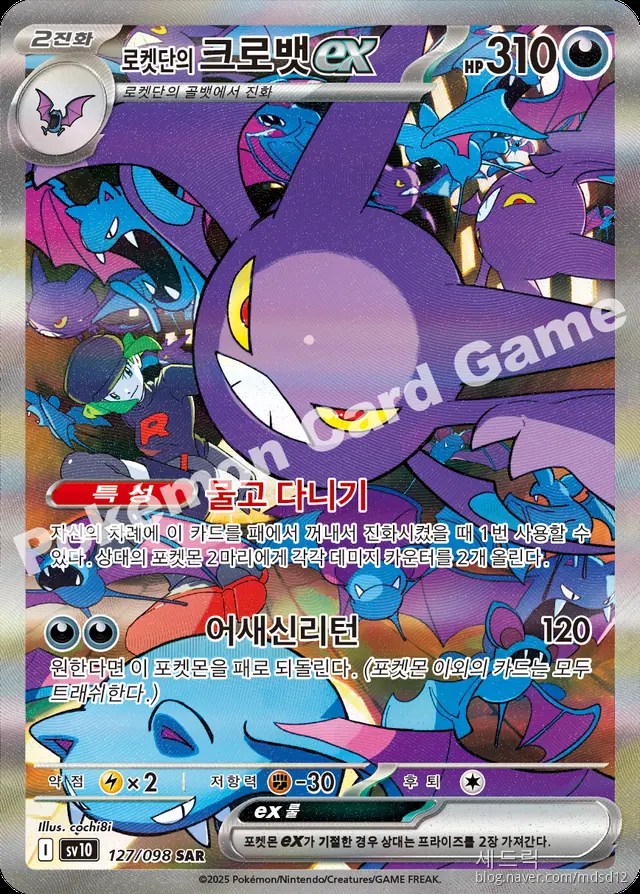 2진화
로켓단의 크로뱃 ex HP 310
로켓단의 골뱃에서 진화
R
Pokémon Card Game
특성 물고 다니기
자신의 차례에 이 카드를 패에서 꺼내서 진화시켰을 때 1번 사용할 수
있다. 상대의 포켓몬 2마리에게 각각 데미지 카운터를 2개 올린다.
어새신리턴 120
원한다면 이 포켓몬을 패로 되돌린다. (포켓몬 이외의 카드는 모두
트래쉬한다.)
약점 ×2 저항력 -30 후퇴
ex 룰
포켓몬 ex가 기절한 경우 상대는 프라이즈를 2장 가져간다.
Illus. cochi8i
I sv10 127/098 SAR
©2025 Pokémon/Nintendo/Creatures/GAME FREAK.
세드릭
blog.naver.com/mdsd12